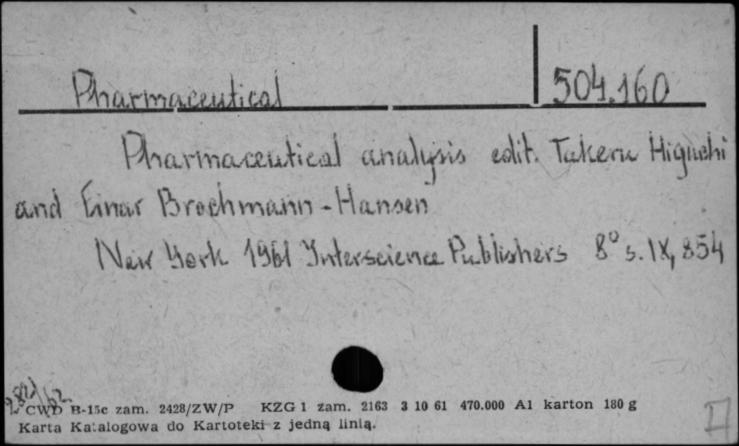 Pharmaceutical 504.160
Pharmaceutical analysis edit. Takeru Higuchi
and Einar Brochmann-Hansen
New York 1961 Interscience Publishers 8° s. IX, 854
CWD B-15c zam. 2428/ZW/P KZG 1 zam. 2163 3 10 61 470.000 A1 karton 180 g
Karta Katalogowa do Kartoteki z jedną linią.